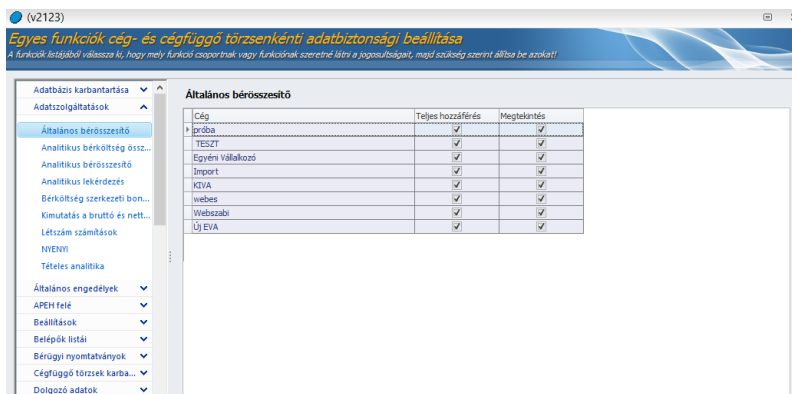 (v2123)
Egyes funkciók cég- és cégfüggő törzsenkénti adatbiztonsági beállítása
A funkciók listájából válassza ki, hogy mely funkció csoportnak vagy funkciónak szeretné látni a jogosultságait, majd szükség szerint állítsa be azokat!
Adatbázis karbantartása
Adatszolgáltatások
Általános bérösszesítő
Analitikus bérköltség össz...
Analitikus bérösszesítő
Analitikus lekérdezés
Bérköltség szerkezeti bon...
Kimutatás a bruttó és nett...
Létszám számítások
NYENYI
Tételes analitika
Általános engedélyek
APEH felé
Beállítások
Belépők listái
Bérügyi nyomtatványok
Cégfüggő törzsek karba...
Dolgozó adatok
Általános bérösszesítő
Cég Teljes hozzáférés Megtekintés
próba
TESZT
Egyéni Vállalkozó
Import
KIVA
webes
Webszabi
Új EVA